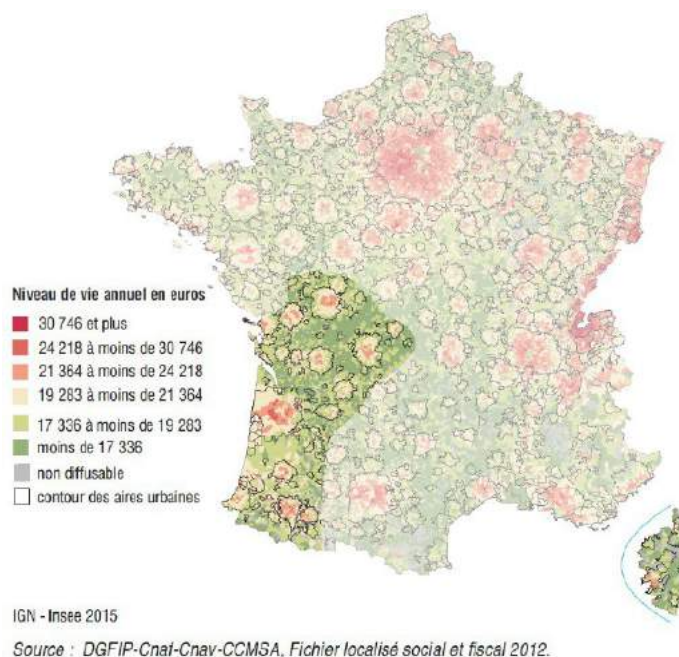 Niveau de vie annuel en euros
30 746 et plus
24 218 à moins de 30 746
21 364 à moins de 24 218
19 283 à moins de 21 364
17 336 à moins de 19 283
moins de 17 336
non diffusable
contour des aires urbaines
IGN - Insee 2015
Source : DGFIP-Cnaf-Cnav-CCMSA, Fichier localisé social et fiscal 2012.